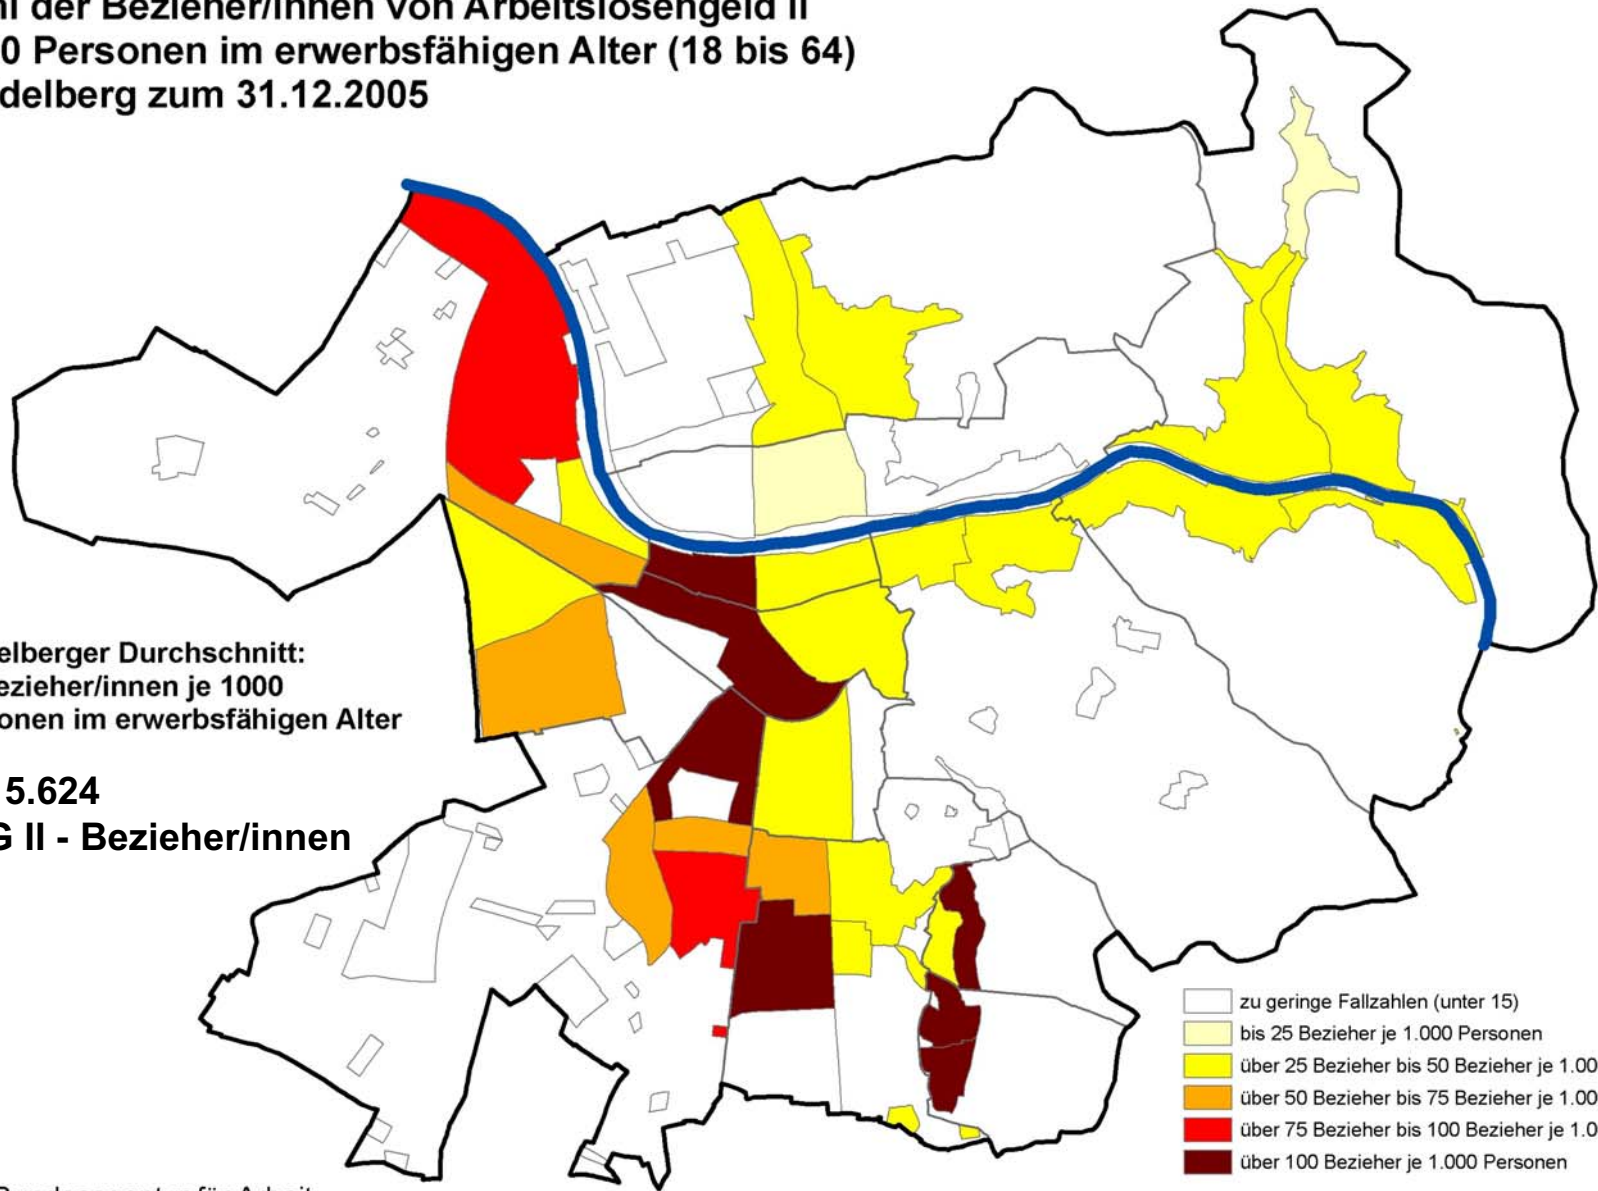 der Bezieher/innen von Arbeitslosengeld II
0 Personen im erwerbsfähigen Alter (18 bis 64)
delberg zum 31.12.2005
elberger Durchschnitt:
ezieher/innen je 1000
onen im erwerbsfähigen Alter
5.624
G II - Bezieher/innen
zu geringe Fallzahlen (unter 15)
bis 25 Bezieher je 1.000 Personen
über 25 Bezieher bis 50 Bezieher je 1.00
über 50 Bezieher bis 75 Bezieher je 1.00
über 75 Bezieher bis 100 Bezieher je 1.0
über 100 Bezieher je 1.000 Personen